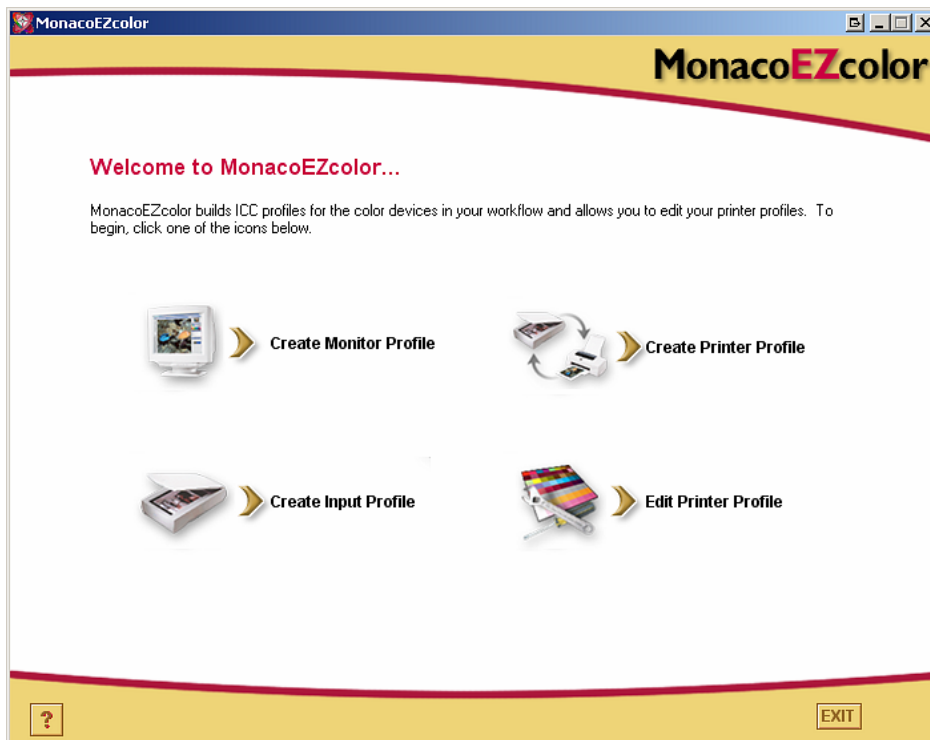 MonacoEZcolor
MonacoEZcolor
Welcome to MonacoEZcolor...
MonacoEZcolor builds ICC profiles for the color devices in your workflow and allows you to edit your printer profiles. To
begin, click one of the icons below.
Create Monitor Profile
Create Printer Profile
Create Input Profile
Edit Printer Profile
?
EXIT